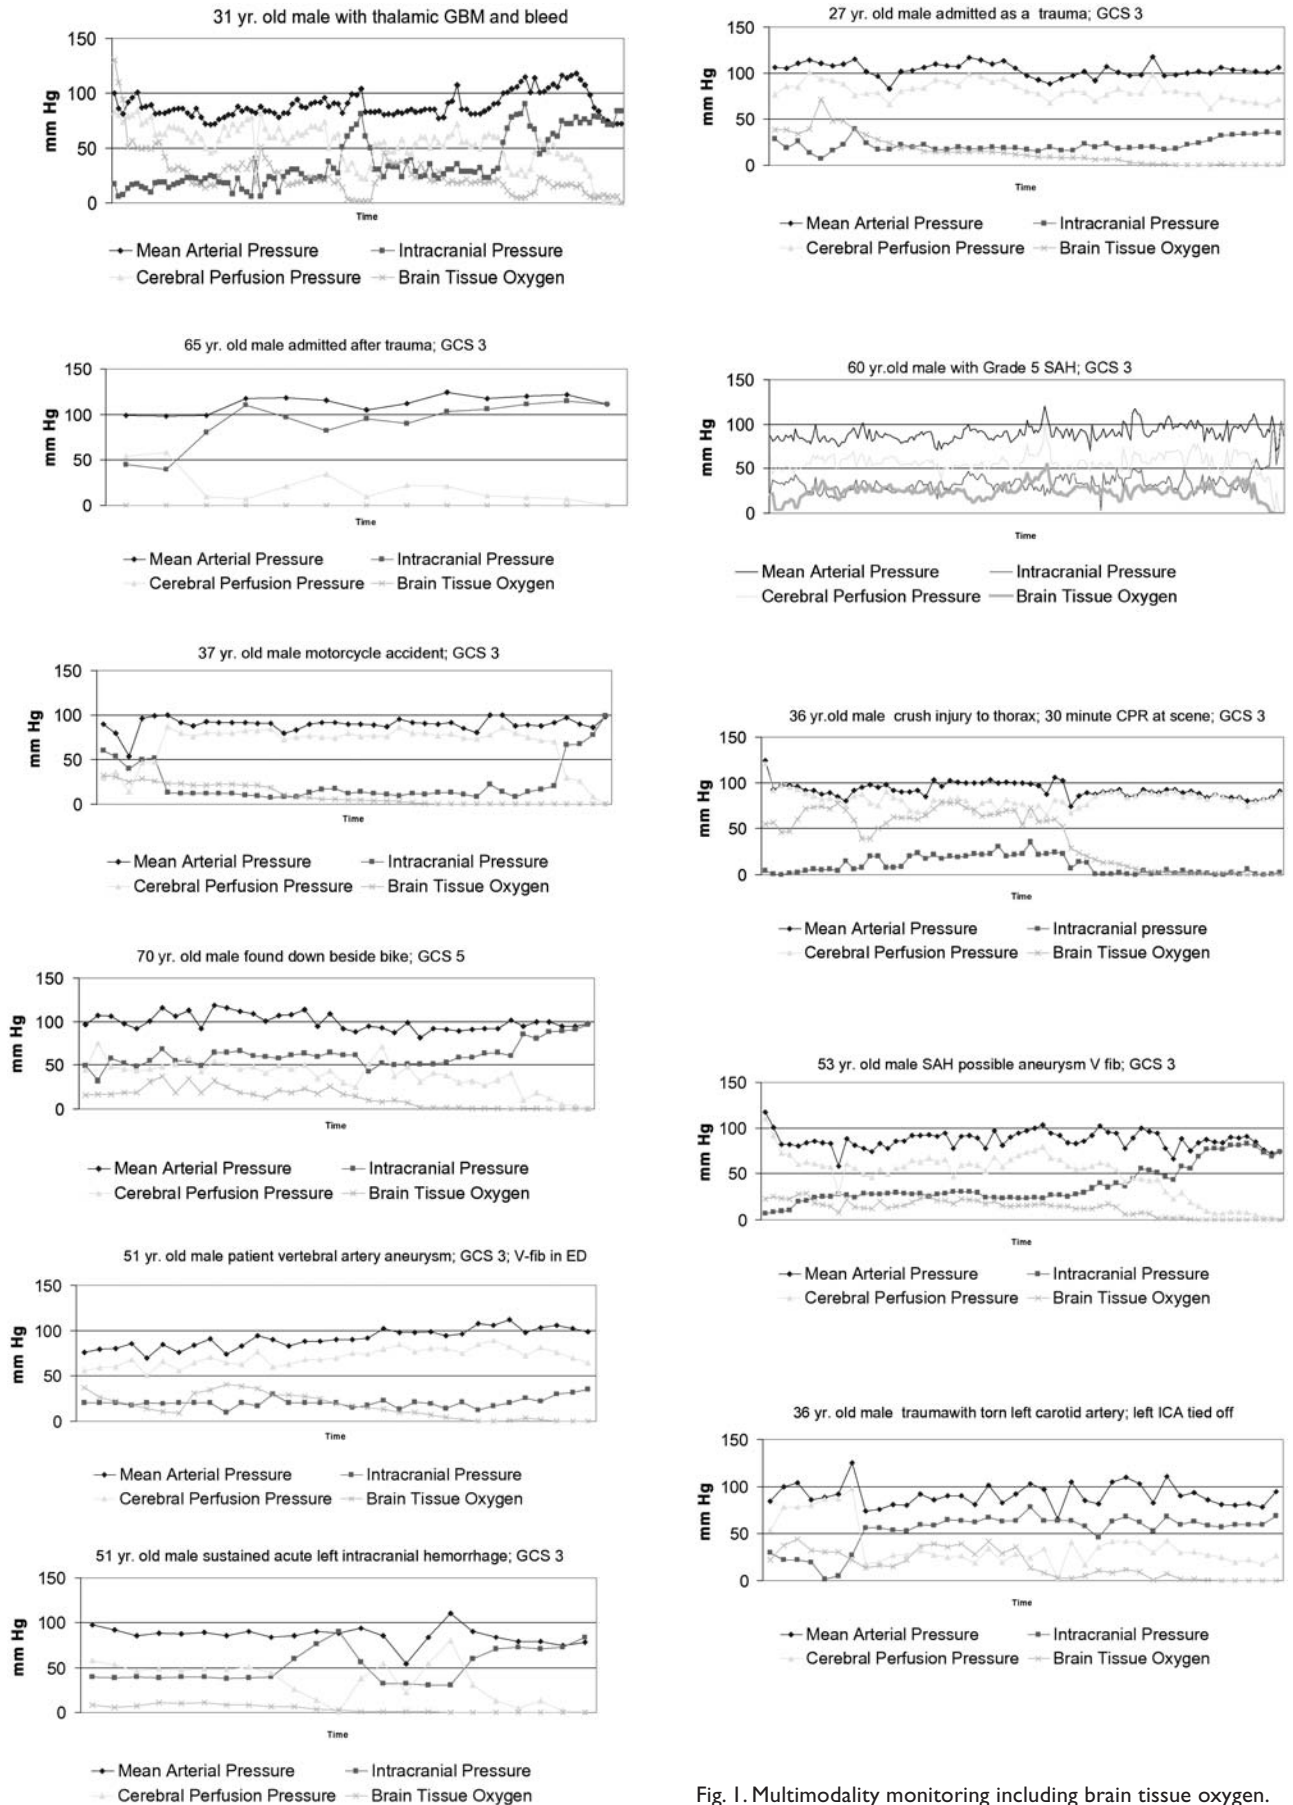 31 yr. old male with thalamic GBM and bleed
150
100
50
0
mm Hg
Time
Mean Arterial Pressure Intracranial Pressure
Cerebral Perfusion Pressure Brain Tissue Oxygen
65 yr. old male admitted after trauma; GCS 3
150
100
50
0
mm Hg
Time
Mean Arterial Pressure Intracranial Pressure
Cerebral Perfusion Pressure Brain Tissue Oxygen
37 yr. old male motorcycle accident; GCS 3
150
100
50
0
mm Hg
Time
Mean Arterial Pressure Intracranial Pressure
Cerebral Perfusion Pressure Brain Tissue Oxygen
70 yr. old male found down beside bike; GCS 5
150
100
50
0
mm Hg
Time
Mean Arterial Pressure Intracranial Pressure
Cerebral Perfusion Pressure Brain Tissue Oxygen
51 yr. old male patient vertebral artery aneurysm; GCS 3; V-fib in ED
150
100
50
0
mm Hg
Time
Mean Arterial Pressure Intracranial Pressure
Cerebral Perfusion Pressure Brain Tissue Oxygen
51 yr. old male sustained acute left intracranial hemorrhage; GCS 3
150
100
50
0
mm Hg
Time
Mean Arterial Pressure Intracranial Pressure
Cerebral Perfusion Pressure Brain Tissue Oxygen
27 yr. old male admitted as a trauma; GCS 3
150
100
50
0
mm Hg
Time
Mean Arterial Pressure Intracranial Pressure
Cerebral Perfusion Pressure Brain Tissue Oxygen
60 yr.old male with Grade 5 SAH; GCS 3
150
100
50
0
mm Hg
Time
Mean Arterial Pressure Intracranial Pressure
Cerebral Perfusion Pressure Brain Tissue Oxygen
36 yr.old male crush injury to thorax; 30 minute CPR at scene; GCS 3
150
100
50
0
mm Hg
Time
Mean Arterial Pressure Intracranial pressure
Cerebral Perfusion Pressure Brain Tissue Oxygen
53 yr. old male SAH possible aneurysm V fib; GCS 3
150
100
50
0
mm Hg
Time
Mean Arterial Pressure Intracranial Pressure
Cerebral Perfusion Pressure Brain Tissue Oxygen
36 yr. old male traumawith torn left carotid artery; left ICA tied off
150
100
50
0
mm Hg
Time
Mean Arterial Pressure Intracranial Pressure
Cerebral Perfusion Pressure Brain Tissue Oxygen
Fig. 1. Multimodality monitoring including brain tissue oxygen.